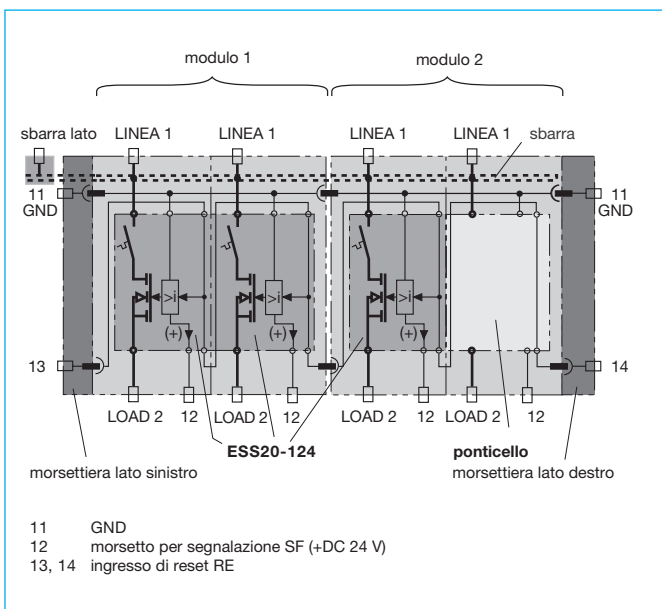 modulo 1 modulo 2
sbarra lato LINEA 1 LINEA 1 LINEA 1 LINEA 1 sbarra
11
GND
11
GND
>i >i >i
(+) (+) (+)
13 14
LOAD 2 12 LOAD 2 12 LOAD 2 12 LOAD 2 12
ESS20-124 ponticello
morsettiera lato sinistro morsettiera lato destro
11 GND
12 morsetto per segnalazione SF (+DC 24 V)
13, 14 ingresso di reset RE